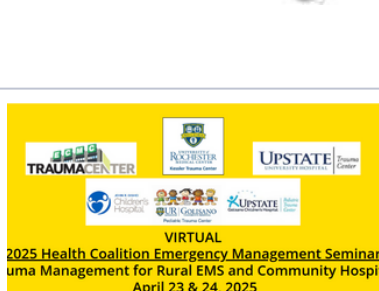 ECMC
TRAUMACENTER
UNIVERSITY of
ROCHESTER
MEDICAL CENTER
Kessler Trauma Center
UPSTATE
UNIVERSITY HOSPITAL
Trauma
Center
Children's
Hospital
UR GOLISANO
Pediatric Trauma Center
UPSTATE
VIRTUAL
2025 Health Coalition Emergency Management Seminar
uma Management for Rural EMS and Community Hospi
April 23 & 24, 2025